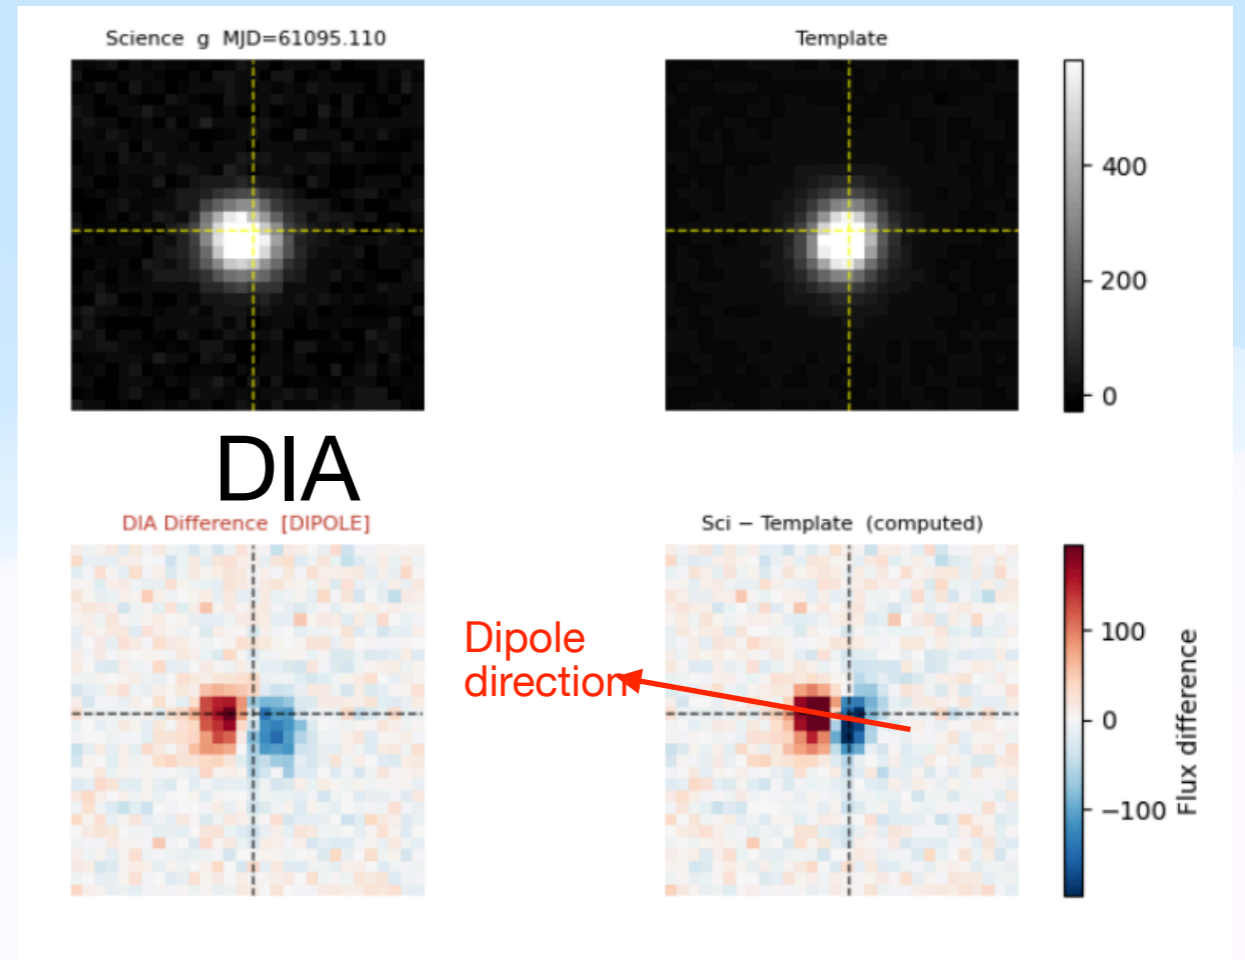 Science  g  MJD=61095.110
Template
400
200
0
DIA
DIA Difference  [DIPOLE]
Sci − Template  (computed)
Dipole
direction
100
0
−100
Flux difference